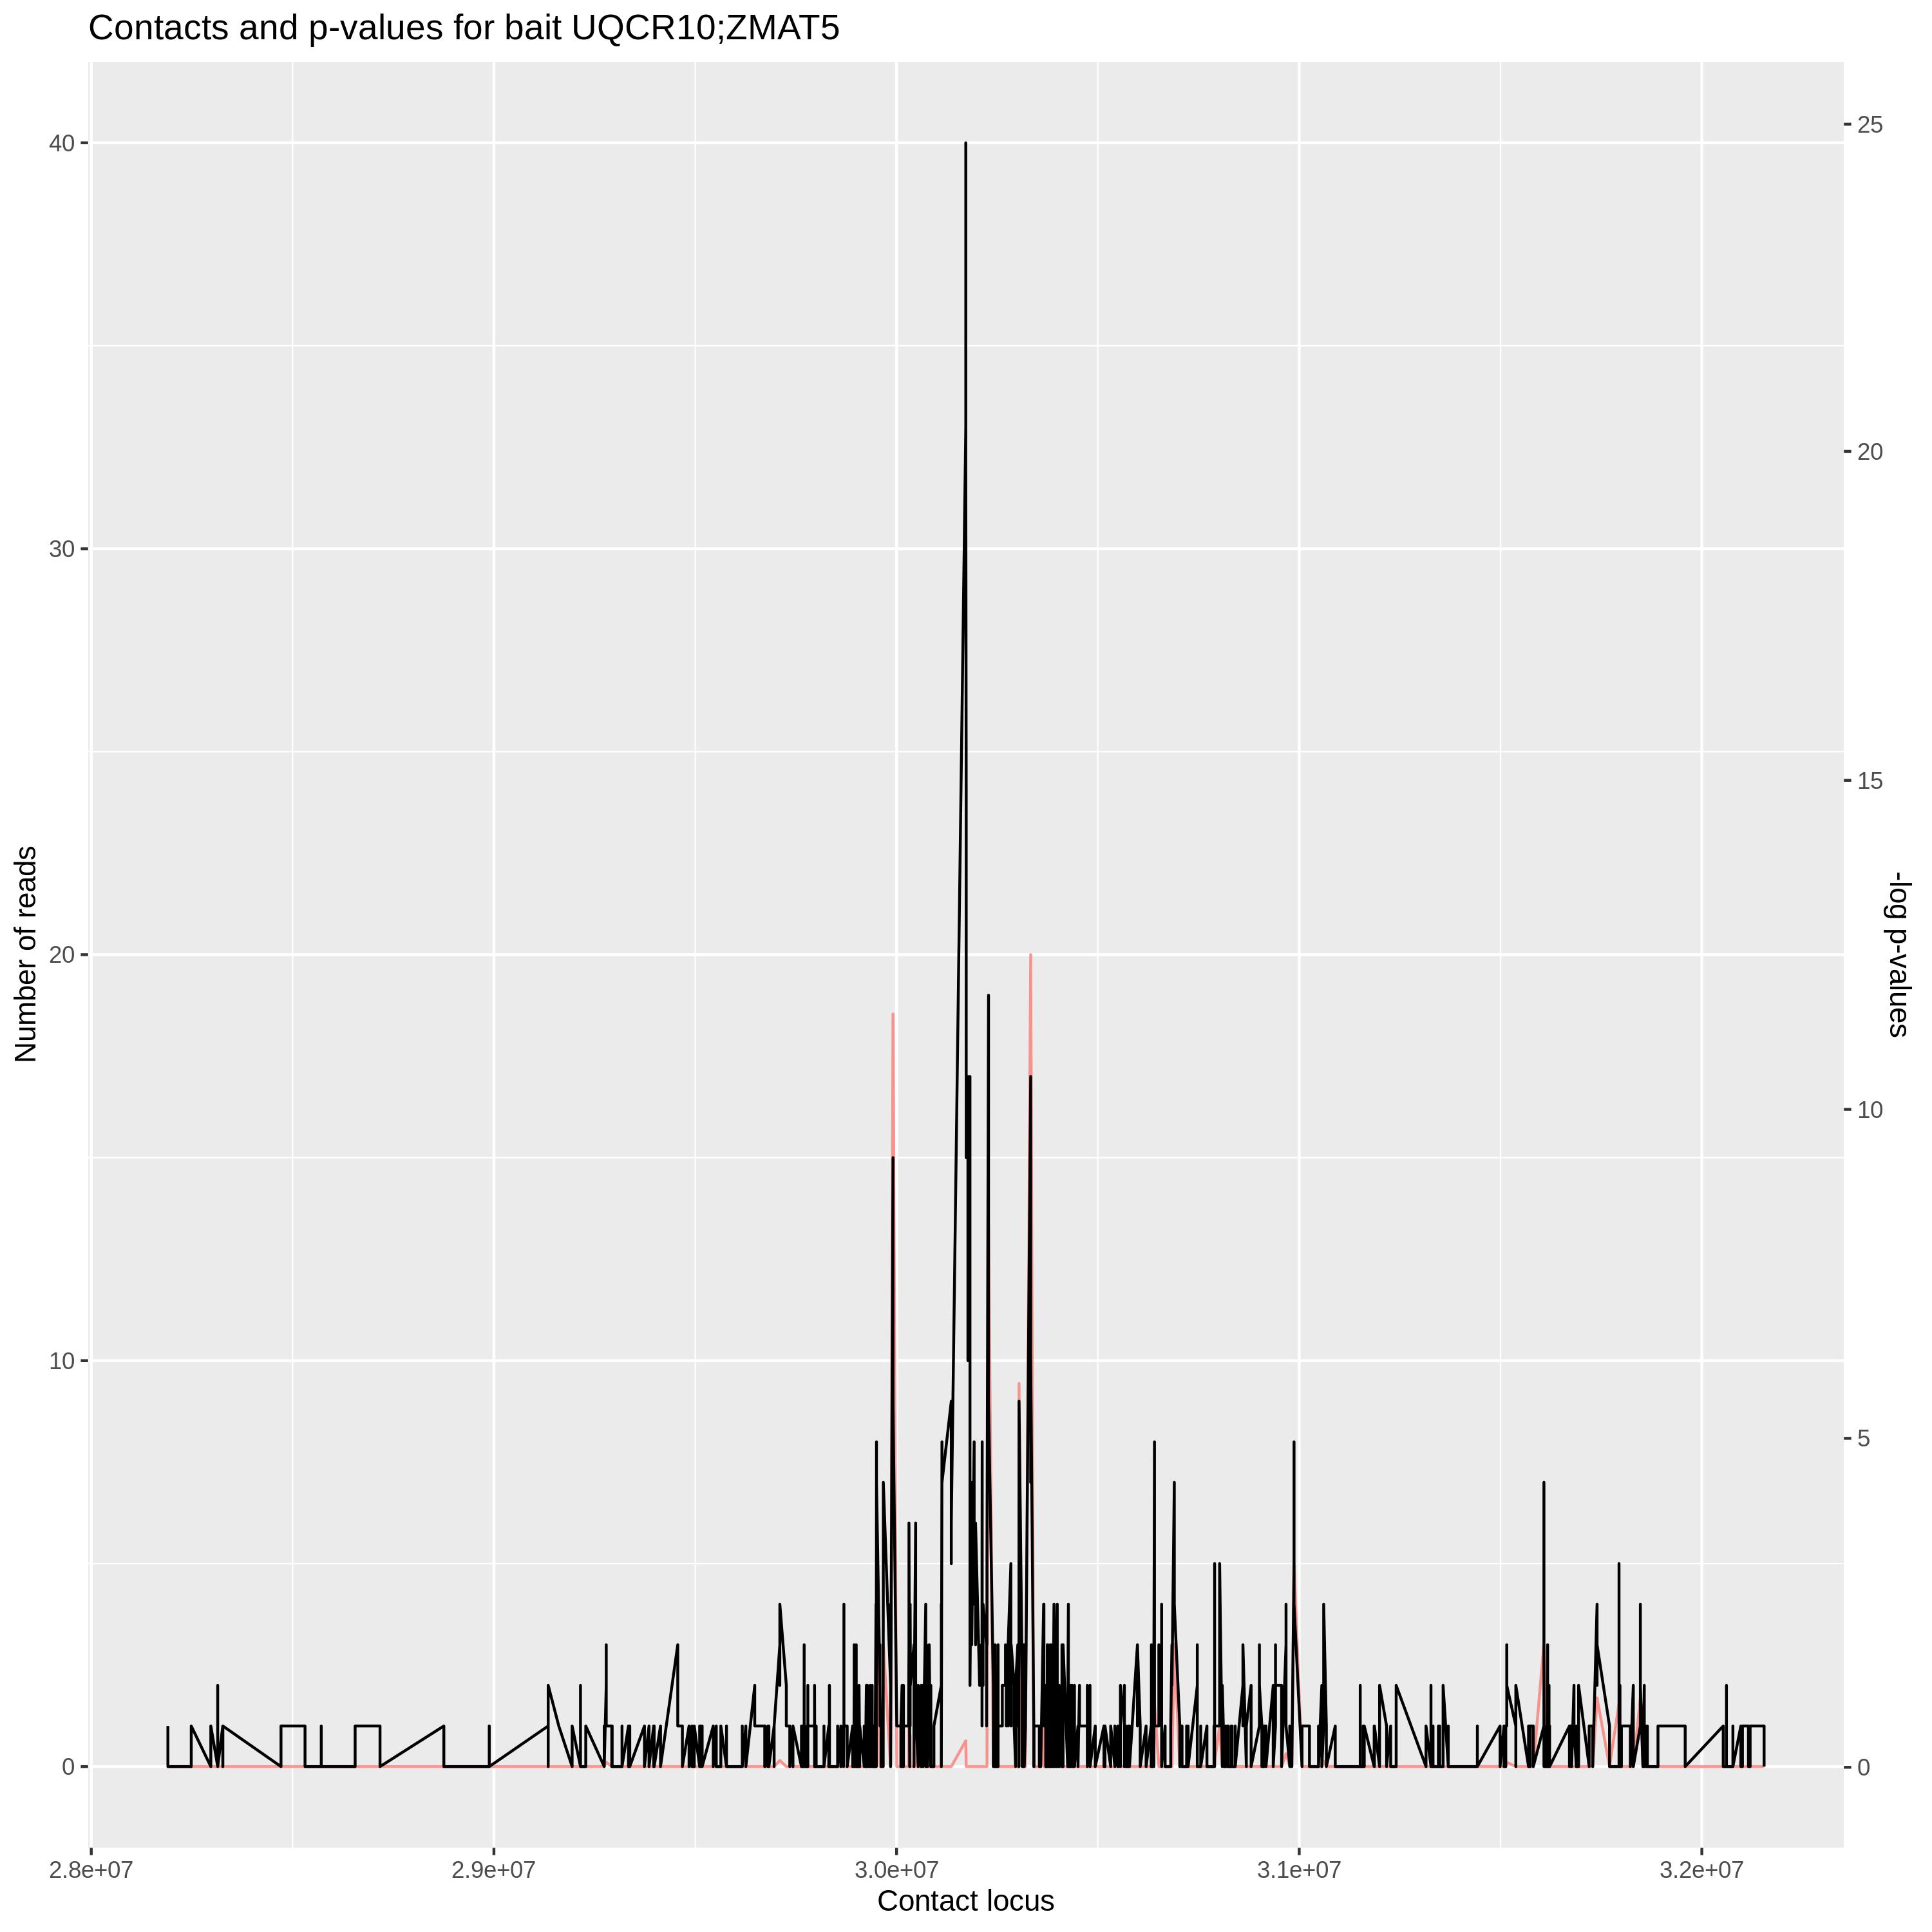 Contacts and p-values for bait UQCR10;ZMAT5
40
30
20
10
0
Number of reads
25
20
15
10
5
0
-log p-values
2.8e+07
2.9e+07
3.0e+07
3.1e+07
3.2e+07
Contact locus